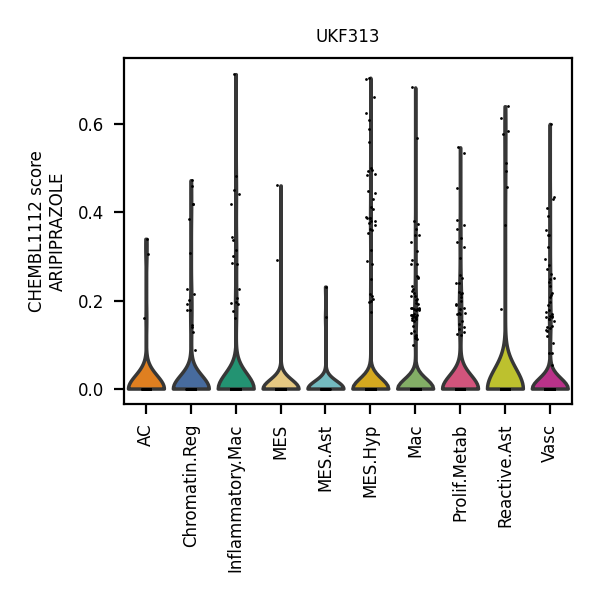 UKF313
CHEMBL1112 score
ARIPIPRAZOLE
0.6
0.4
0.2
0.0
AC
Chromatin.Reg
Inflammatory.Mac
MES
MES.Ast
MES.Hyp
Mac
Prolif.Metab
Reactive.Ast
Vasc